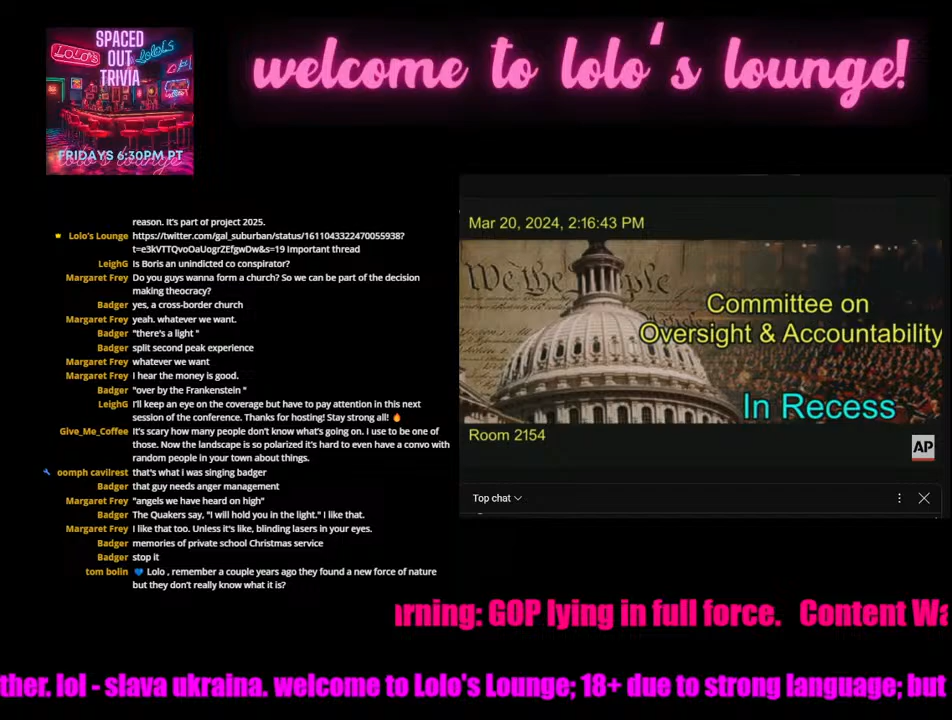 SPACED
OUT
TRIVIA
LOLO'S
FRIDAYS 6:30PM PT
lolo's lounge
welcome to lolo's lounge!
reason. It's part of project 2025.
Lolo's Lounge https://twitter.com/gal_suburban/status/1611043322470055938?
t=e3kVTTQvoOaUogrZEfgwDw&s=19 important thread
LeighG Is Boris an unindicted co conspirator?
Margaret Frey Do you guys wanna form a church? So we can be part of the decision
making theocracy?
Badger yes, a cross-border church
Margaret Frey yeah. whatever we want.
Badger "there's a light "
Badger split second peak experience
Margaret Frey whatever we want
Margaret Frey I hear the money is good.
Badger "over by the Frankenstein "
LeighG I'll keep an eye on the coverage but have to pay attention in this next
session of the conference. Thanks for hosting! Stay strong all! 🔥
Give_Me_Coffee It's scary how many people don't know what's going on. I use to be one of
those. Now the landscape is so polarized it's hard to even have a convo with
random people in your town about things.
oomph cavilrest that's what i was singing badger
Badger that guy needs anger management
Margaret Frey "angels we have heard on high"
Badger The Quakers say, "I will hold you in the light." I like that.
Margaret Frey I like that too. Unless it's like, blinding lasers in your eyes.
Badger memories of private school Christmas service
Badger stop it
tom bolin 💙 Lolo , remember a couple years ago they found a new force of nature
but they don't really know what it is?
Mar 20, 2024, 2:16:43 PM
We the People
Committee on
Oversight & Accountability
In Recess
Room 2154
AP
Top chat
rning: GOP lying in full force. Content Wa
ther. lol - slava ukraina. welcome to Lolo's Lounge; 18+ due to strong language; but